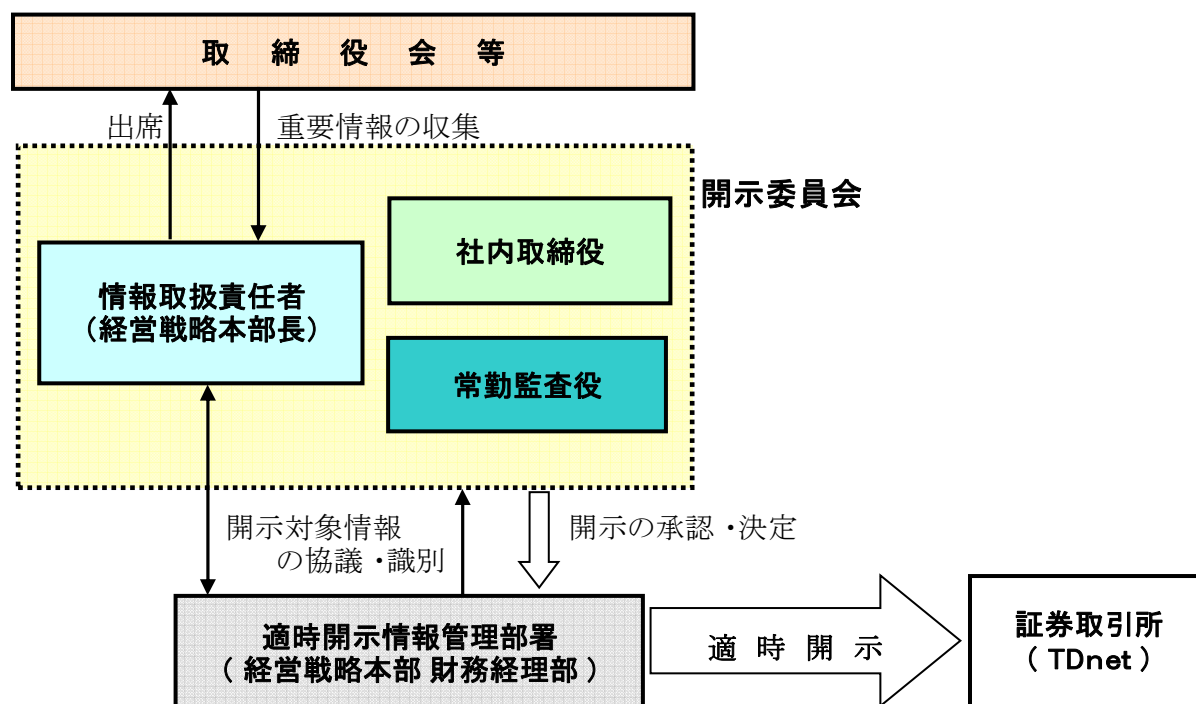 取締役会等
出席
重要情報の収集
開示委員会
社内取締役
情報取扱責任者
（経営戦略本部長）
常勤監査役
開示対象情報
の協議・識別
開示の承認・決定
適時開示情報管理部署
（ 経営戦略本部 財務経理部 ）
適時開示
証券取引所
（ TDnet ）